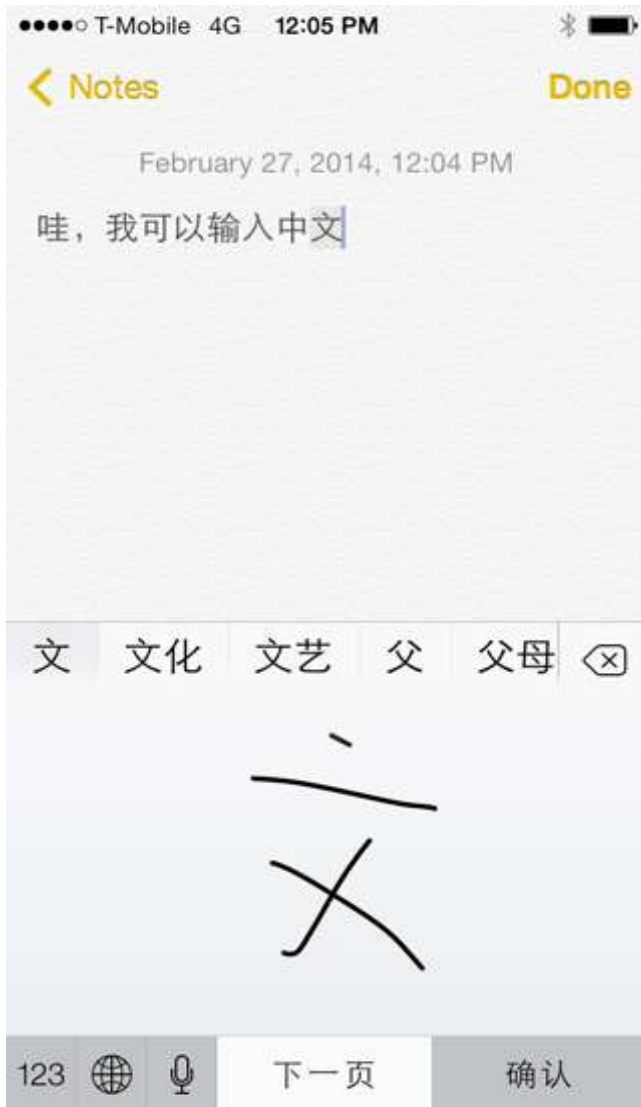 T-Mobile 4G 12:05 PM
Notes Done
February 27, 2014, 12:04 PM
哇，我可以输入中文
文 文化 文艺 父 父母
文
123 下一页 确认